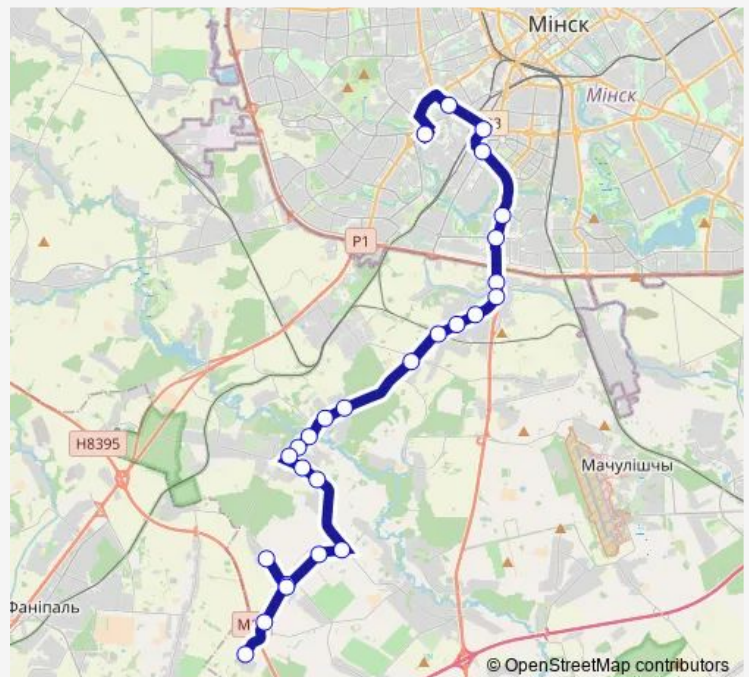 Мінск
Мінск
P1
H8395
Мачулішчы
Фаніпаль
© OpenStreetMap contributors